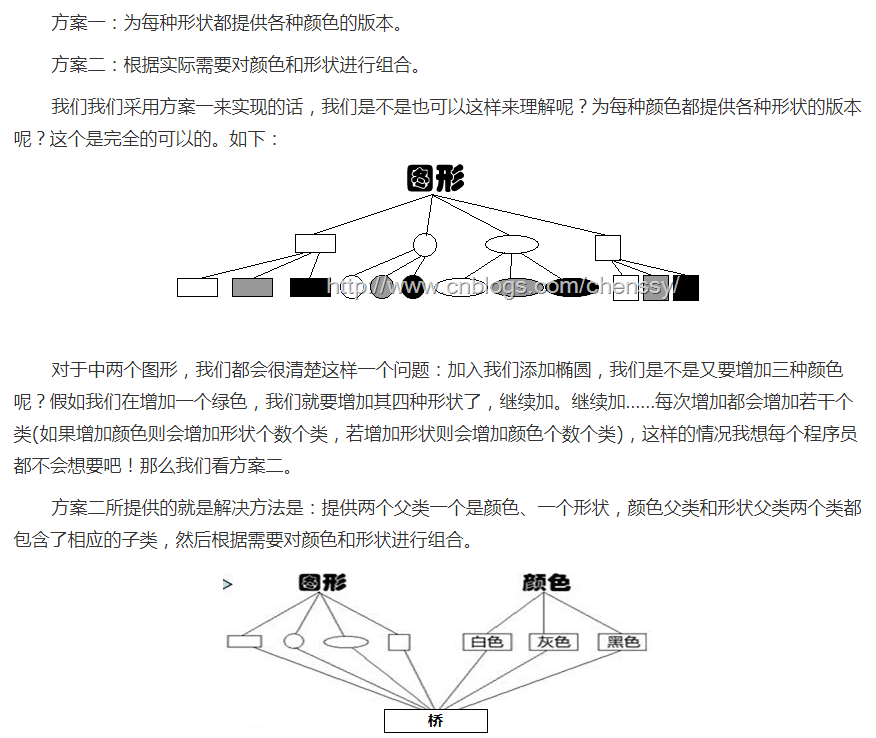 方案一：为每种形状都提供各种颜色的版本。
方案二：根据实际需要对颜色和形状进行组合。
我们我们采用方案一来实现的话，我们是不是也可以这样来理解呢？为每种颜色都提供各种形状的版本
呢？这个是完全的可以的。如下：
图形
http://www.cnblogs.com/chenssy/
对于中两个图形，我们都会很清楚这样一个问题：加入我们添加椭圆，我们是不是又要增加三种颜色
呢？假如我们在增加一个绿色，我们就要增加其四种形状了，继续加。继续加……每次增加都会增加若干个
类(如果增加颜色则会增加形状个数个类，若增加形状则会增加颜色个数个类)，这样的情况我想每个程序员
都不会想要吧！那么我们看方案二。
方案二所提供的就是解决方法是：提供两个父类一个是颜色、一个形状，颜色父类和形状父类两个类都
包含了相应的子类，然后根据需要对颜色和形状进行组合。
> 图形 颜色
白色 灰色 黑色
桥